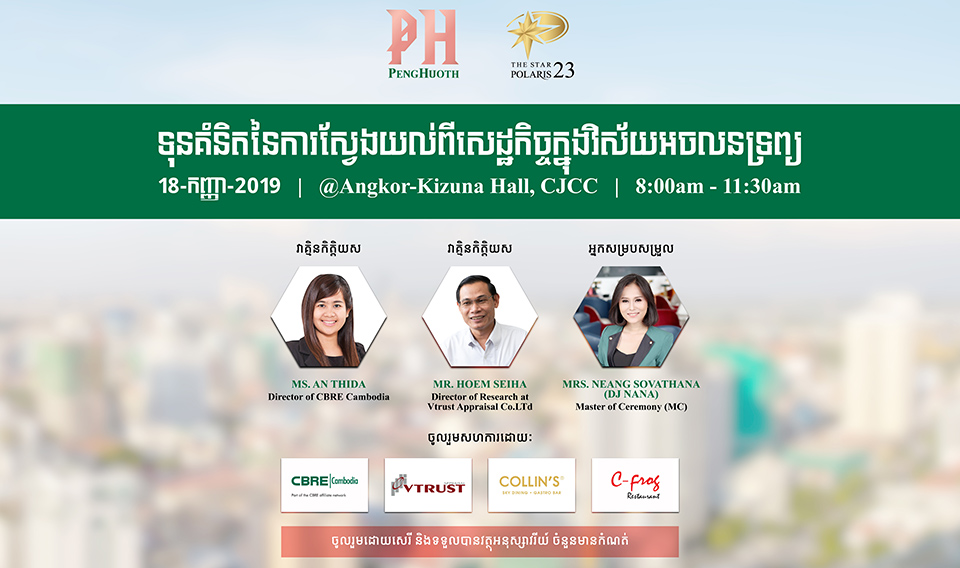 PH
PENGHUOTH
THE STAR
POLARIS 23
ទុនគំនិតនៃការស្វែងយល់ពីសេដ្ឋកិច្ចក្នុងវិស័យអចលនទ្រព្យ
18-កញ្ញា-2019 | @Angkor-Kizuna Hall, CJCC | 8:00am - 11:30am
វាគ្មិនកិត្តិយស វាគ្មិនកិត្តិយស អ្នកសម្របសម្រួល
MS. AN THIDA
Director of CBRE Cambodia
MR. HOEM SEIHA
Director of Research at
Vtrust Appraisal Co.LTd
MRS. NEANG SOVATHANA
(DJ NANA)
Master of Ceremony (MC)
ចូលរួមសហការដោយ:
CBRE Cambodia
Part of the CBRE affiliate network
VTRUST
COLLIN'S
SKY DINING • GASTRO BAR
C-frog
Restaurant
ចូលរួមដោយសេរី និងទទួលបានវត្ថុអនុស្សាវរីយ៍ ចំនួនមានកំណត់